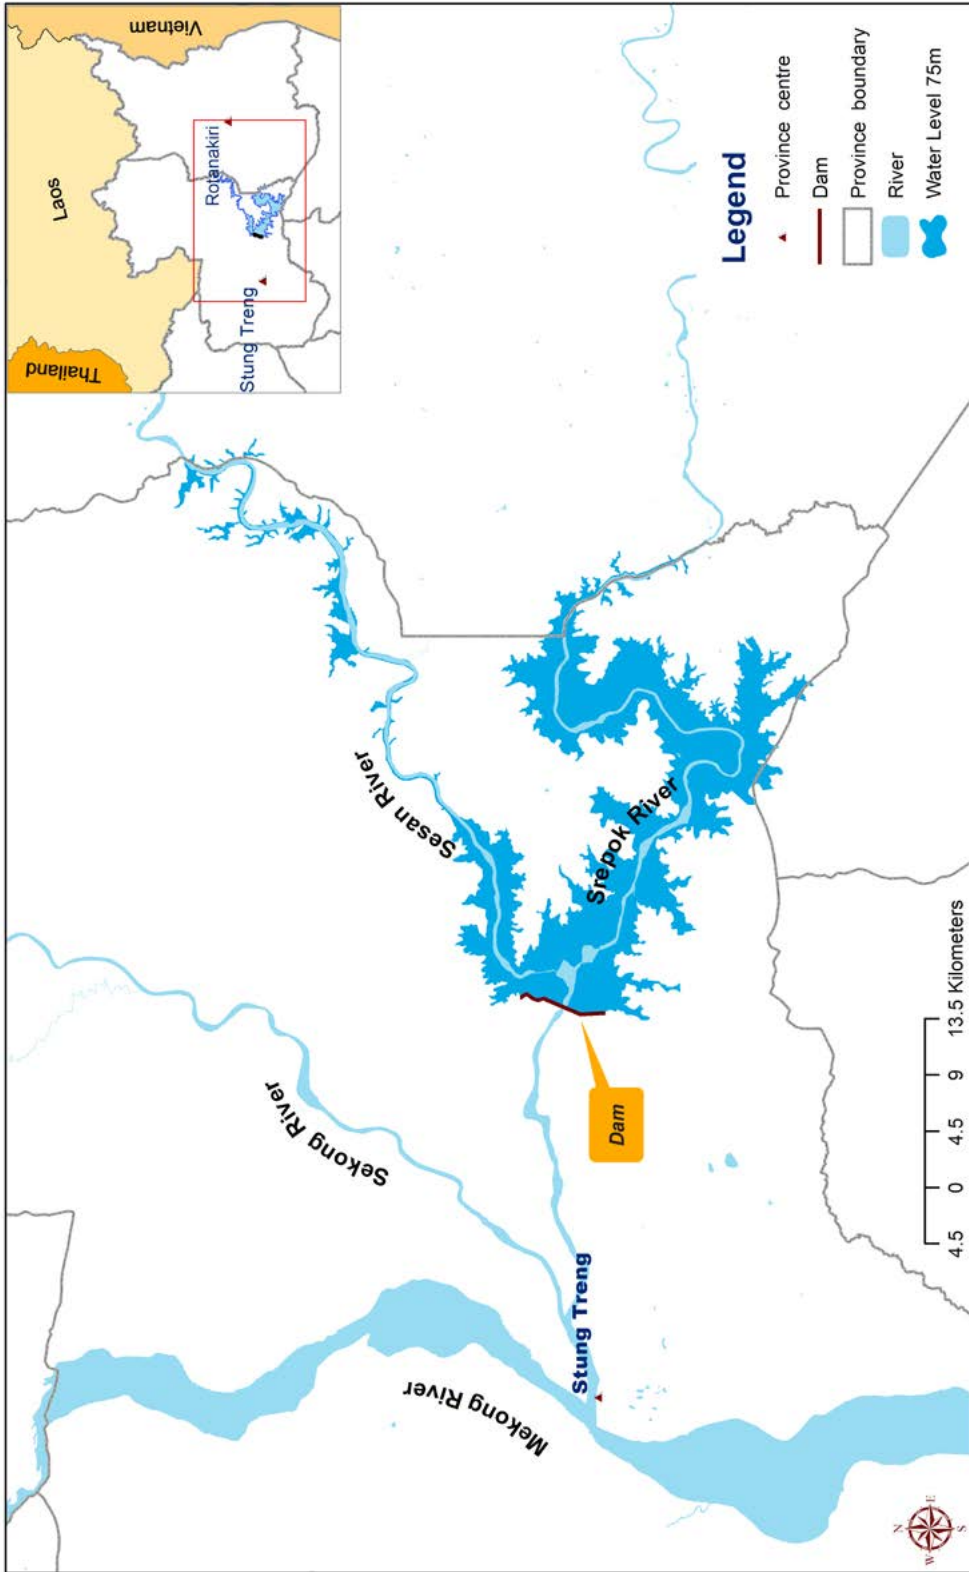 Thailand
Laos
Vietnam
Stung Treng
Rotanakiri
Mekong River
Sekong River
Sesan River
Srepok River
Stung Treng
Dam
Legend
Province centre
Dam
Province boundary
River
Water Level 75m
4.5 0 4.5 9 13.5 Kilometers
N
W E
S